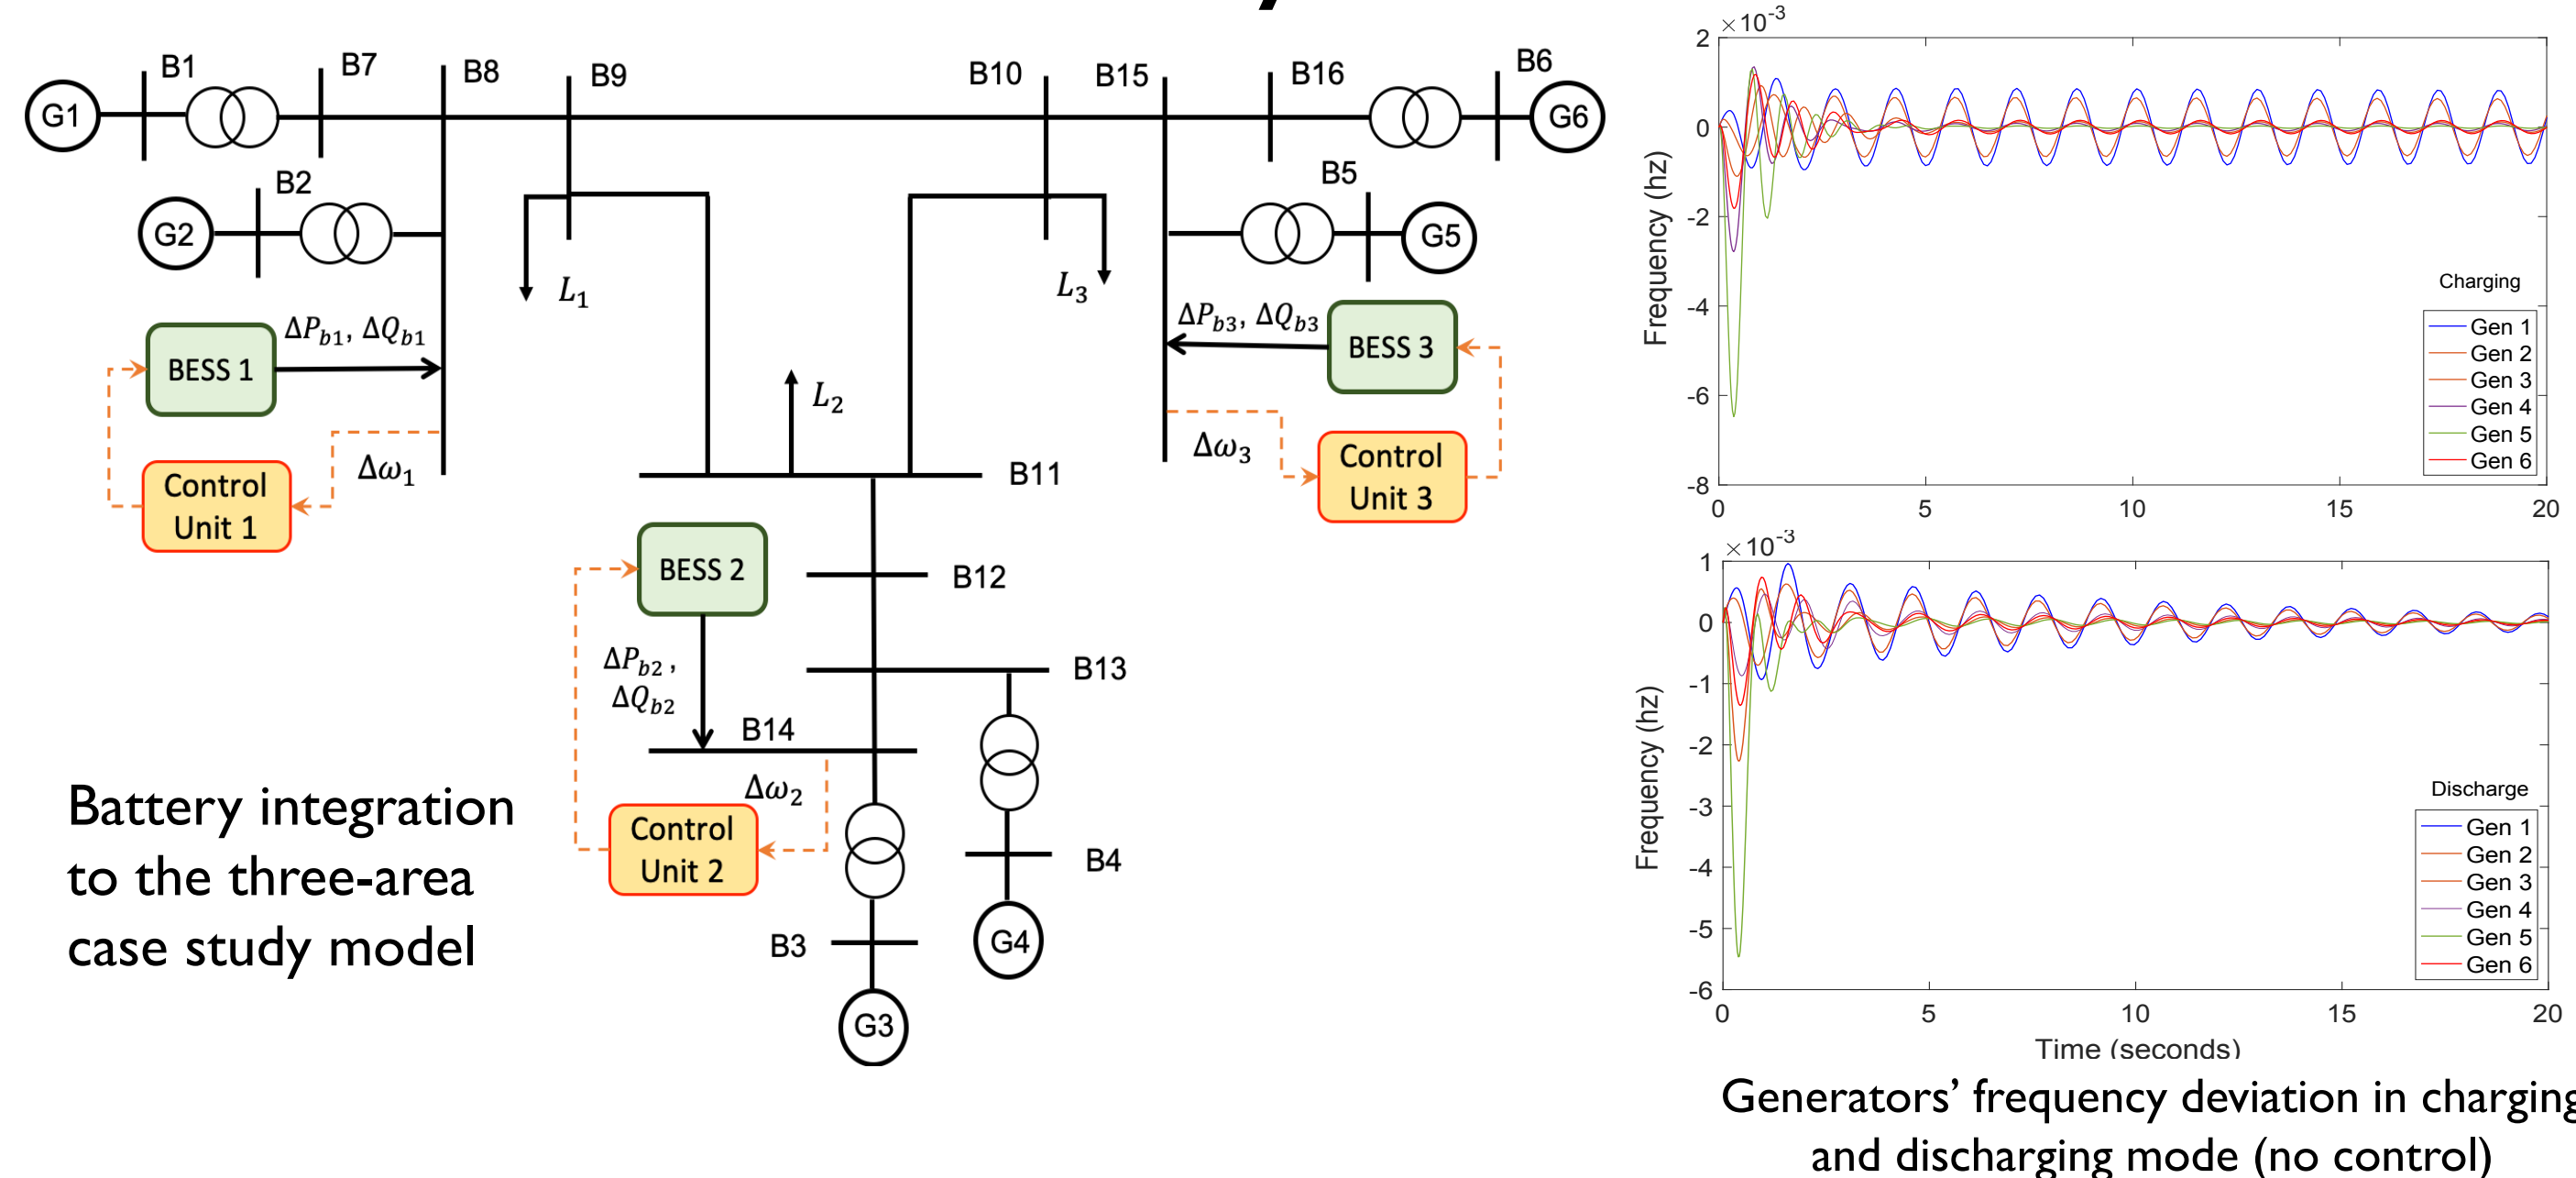 B1
B7
B8
B9
B10
B15
B16
B6
G1
G6
B2
B5
G2
G5
L₁
L₃
BESS 1
ΔP_b1, ΔQ_b1
ΔP_b3, ΔQ_b3
BESS 3
L₂
Δω₁
Δω₃
Control
Unit 1
Control
Unit 3
B11
BESS 2
B12
ΔP_b2 ,
ΔQ_b2
B13
B14
Δω₂
Control
Unit 2
B4
B3
G4
G3
Battery integration
to the three-area
case study model
×10⁻³
2
0
-2
-4
-6
-8
Frequency (hz)
Charging
Gen 1
Gen 2
Gen 3
Gen 4
Gen 5
Gen 6
0 5 10 15 20
×10⁻³
1
0
-1
-2
-3
-4
-5
-6
Frequency (hz)
Discharge
Gen 1
Gen 2
Gen 3
Gen 4
Gen 5
Gen 6
0 5 10 15 20
Time (seconds)
Generators’ frequency deviation in charging
and discharging mode (no control)